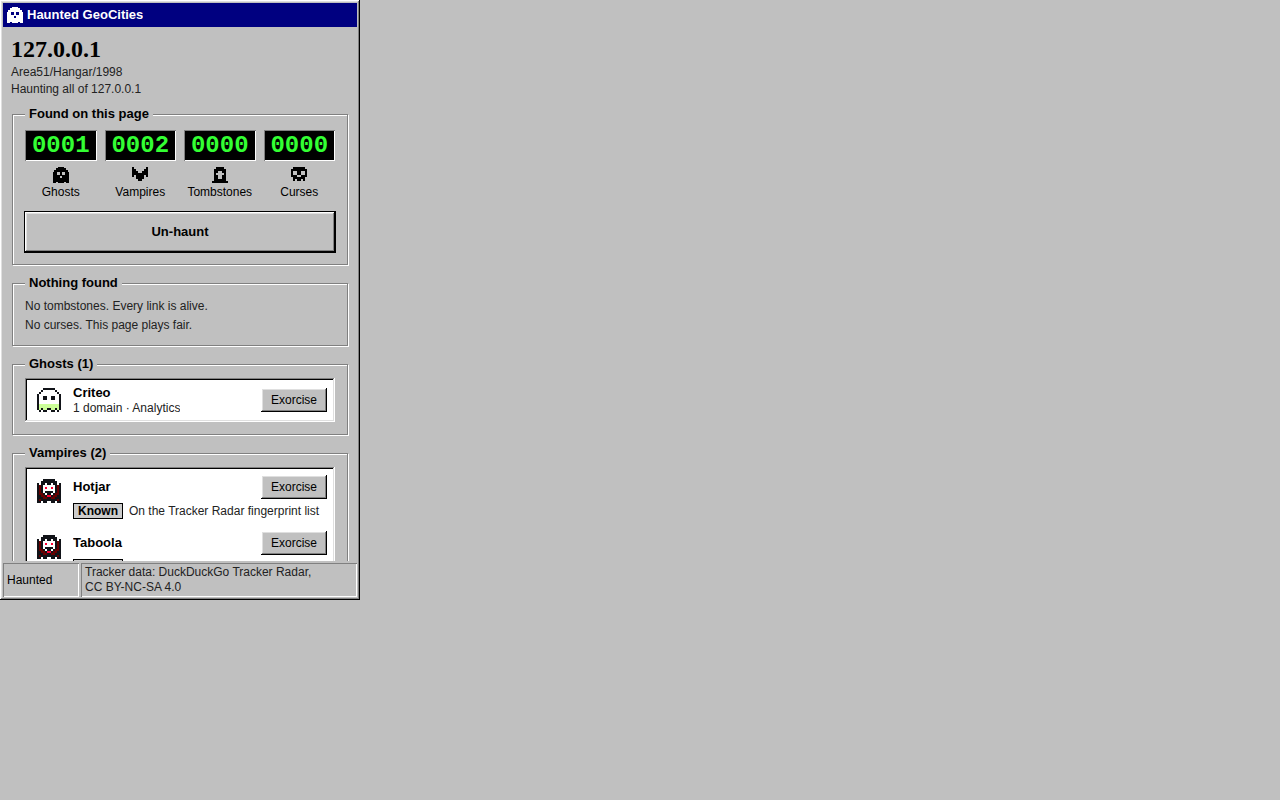 Haunted GeoCities
127.0.0.1
Area51/Hangar/1998
Haunting all of 127.0.0.1
Found on this page
0001 0002 0000 0000
Ghosts Vampires Tombstones Curses
Un-haunt
Nothing found
No tombstones. Every link is alive.
No curses. This page plays fair.
Ghosts (1)
Criteo
1 domain · Analytics
Exorcise
Vampires (2)
Hotjar
Exorcise
Known On the Tracker Radar fingerprint list
Taboola
Exorcise
Haunted
Tracker data: DuckDuckGo Tracker Radar,
CC BY-NC-SA 4.0